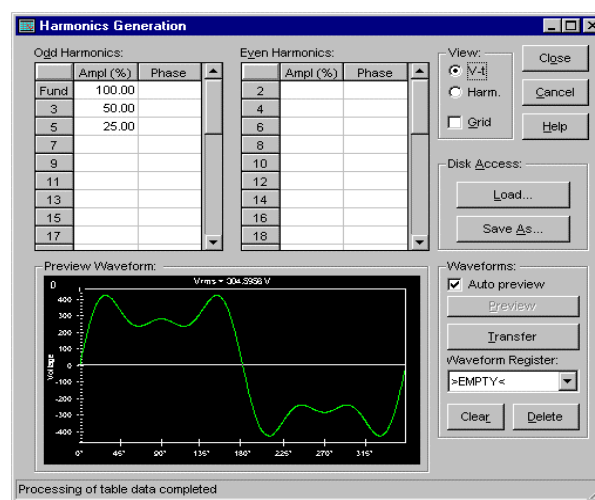 Harmonics Generation
Odd Harmonics:
Ampl (%) Phase
Fund 100.00
3 50.00
5 25.00
7
9
11
13
15
17
Even Harmonics:
Ampl (%) Phase
2
4
6
8
10
12
14
16
18
View:
V-t
Harm.
Grid
Close
Cancel
Help
Disk Access:
Load...
Save As...
Preview Waveform:
0
Vrms = 304.5956 V
Voltage
400
300
200
100
0
-100
-200
-300
-400
0° 45° 90° 135° 180° 225° 270° 315°
Waveforms:
Auto preview
Preview
Transfer
Waveform Register:
>EMPTY<
Clear Delete
Processing of table data completed